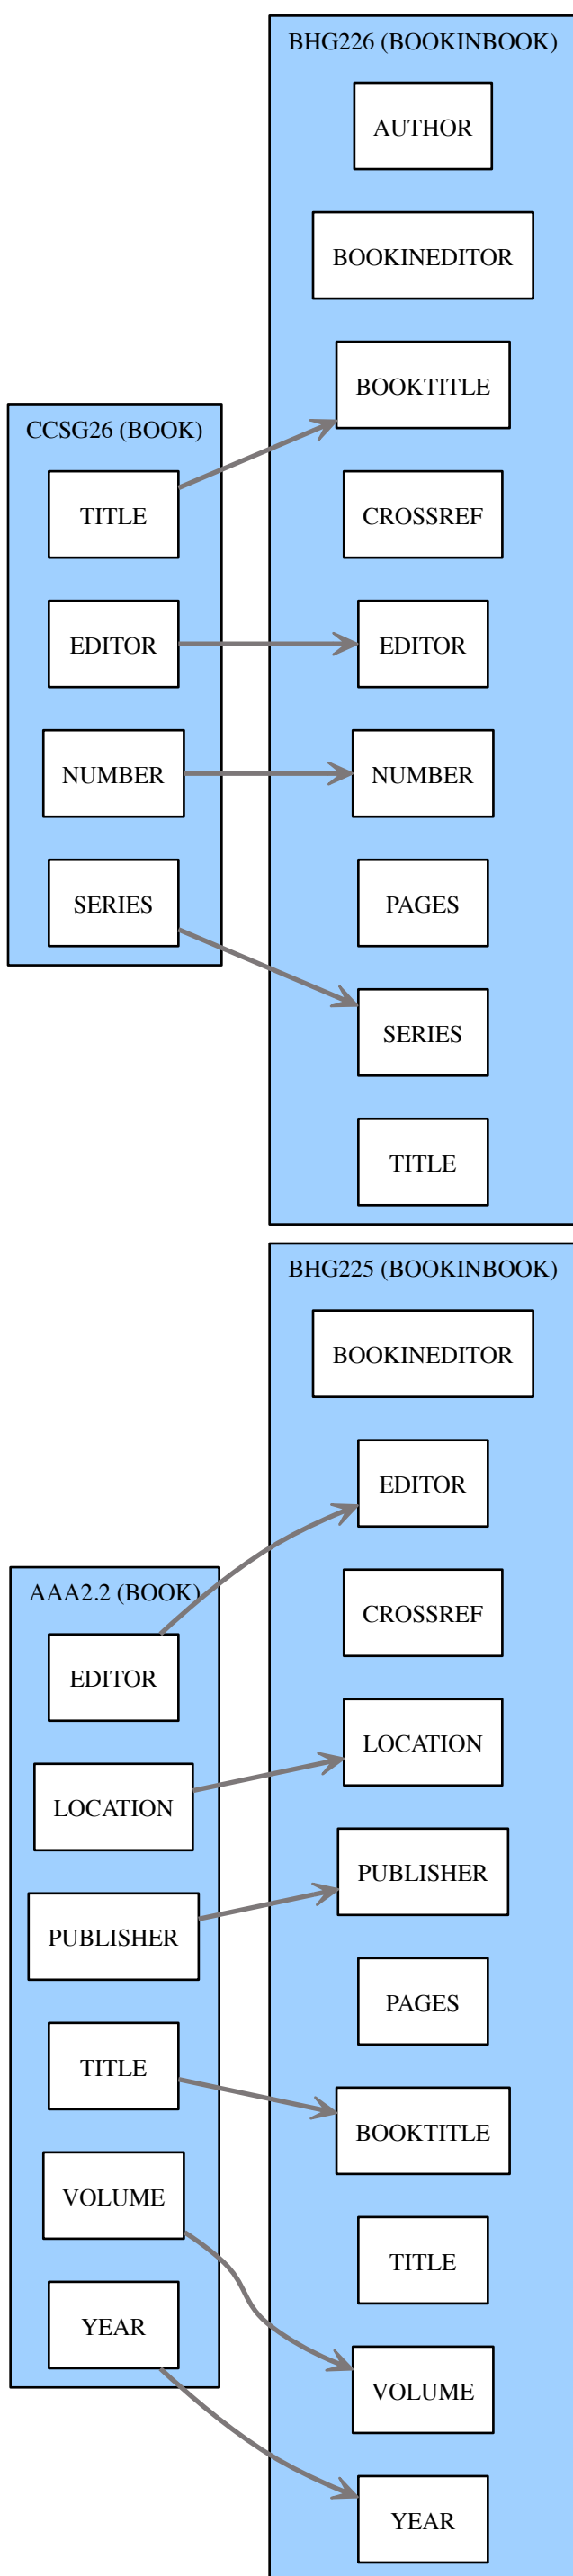 BHG226 (BOOKINBOOK)
AUTHOR
BOOKINEDITOR
BOOKTITLE
CROSSREF
EDITOR
NUMBER
PAGES
SERIES
TITLE
CCSG26 (BOOK)
TITLE
EDITOR
NUMBER
SERIES
BHG225 (BOOKINBOOK)
BOOKINEDITOR
EDITOR
CROSSREF
LOCATION
PUBLISHER
PAGES
BOOKTITLE
TITLE
VOLUME
YEAR
AAA2.2 (BOOK)
EDITOR
LOCATION
PUBLISHER
TITLE
VOLUME
YEAR